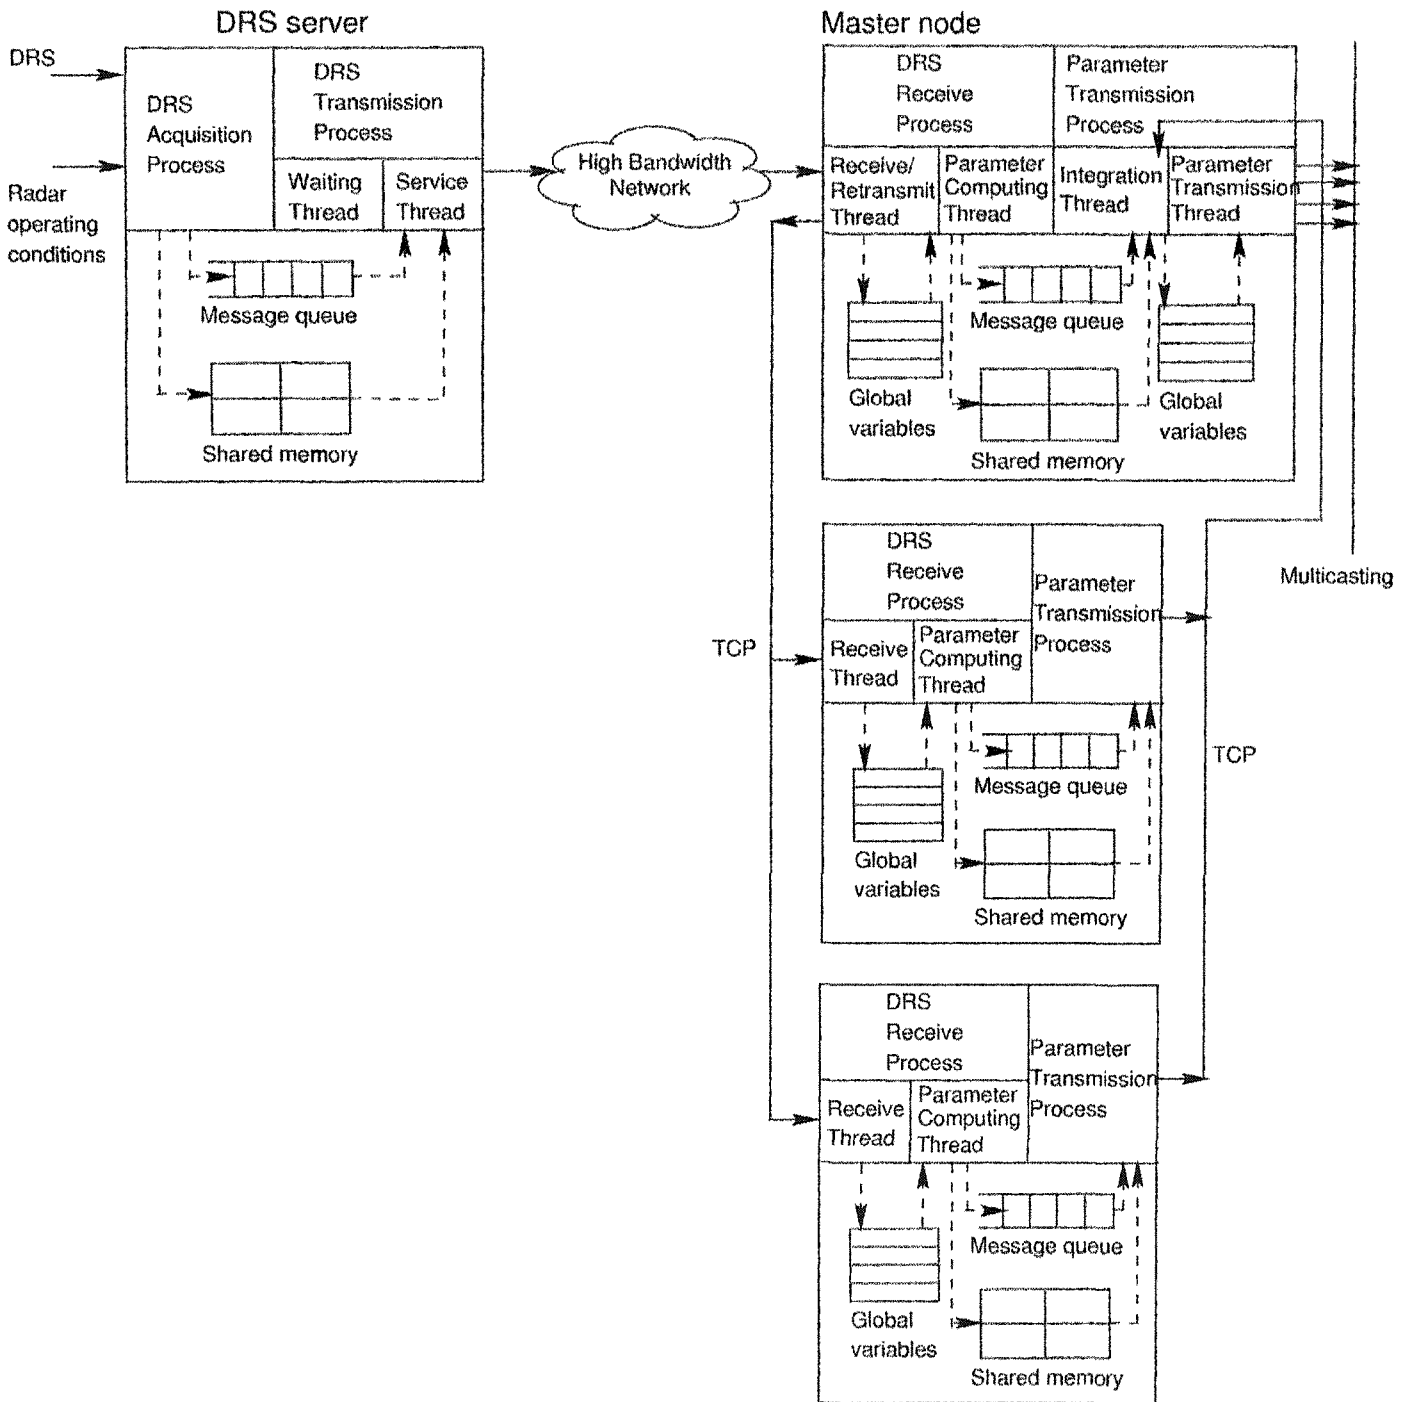 DRS server
DRS
Radar
operating
conditions
DRS
Acquisition
Process
DRS
Transmission
Process
Waiting
Thread
Service
Thread
Message queue
Shared memory
High Bandwidth
Network
Master node
DRS
Receive
Process
Parameter
Transmission
Process
Receive/
Retransmit
Thread
Parameter
Computing
Thread
Integration
Thread
Parameter
Transmission
Thread
Message queue
Global
variables
Shared memory
Global
variables
Multicasting
TCP
DRS
Receive
Process
Parameter
Transmission
Process
Receive
Thread
Parameter
Computing
Thread
Message queue
Global
variables
Shared memory
TCP
DRS
Receive
Process
Parameter
Transmission
Process
Receive
Thread
Parameter
Computing
Thread
Message queue
Global
variables
Shared memory